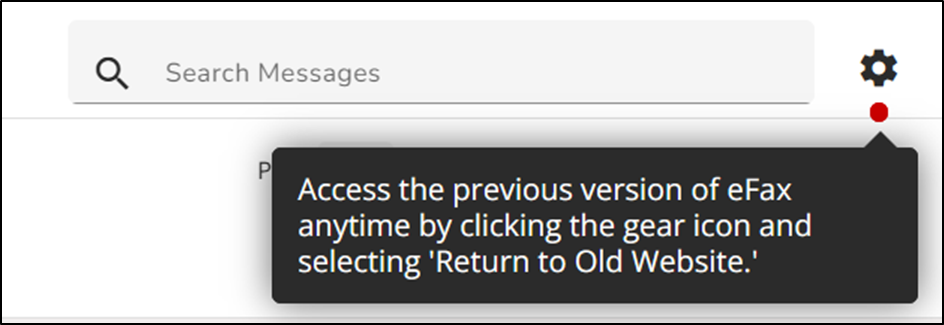 Search Messages
P
Access the previous version of eFax
anytime by clicking the gear icon and
selecting 'Return to Old Website.'